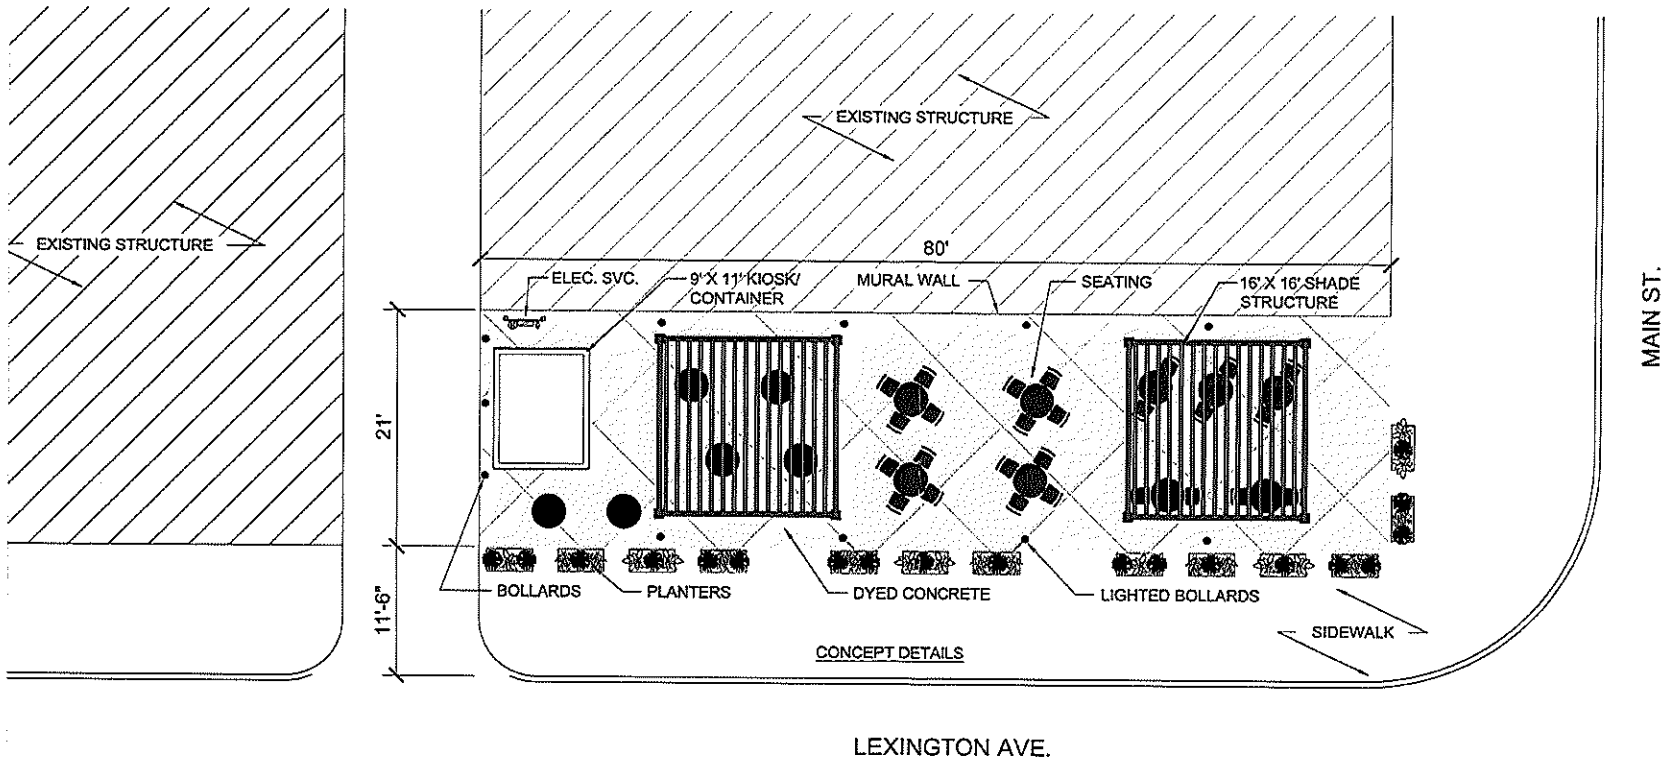 EXISTING STRUCTURE
EXISTING STRUCTURE
80'
ELEC. SVC.
9' X 11' KIOSK/
CONTAINER
MURAL WALL
SEATING
16' X 16' SHADE
STRUCTURE
MAIN ST.
21'
11'-6"
BOLLARDS
PLANTERS
DYED CONCRETE
LIGHTED BOLLARDS
SIDEWALK
CONCEPT DETAILS
LEXINGTON AVE.